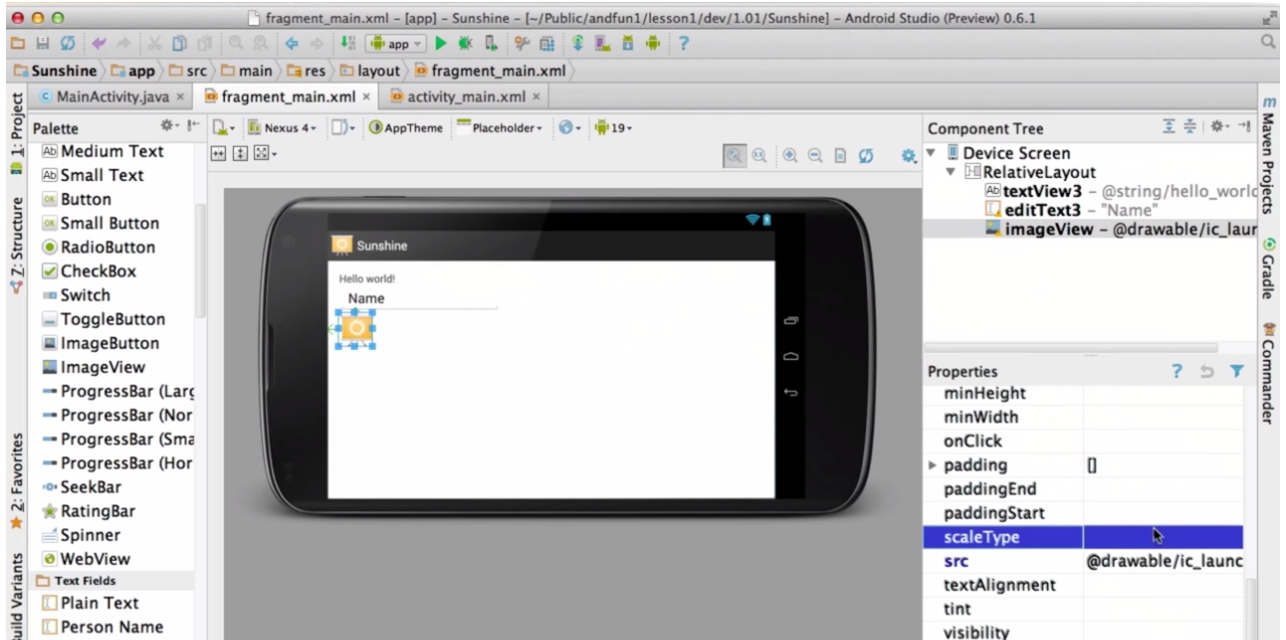 fragment_main.xml – [app] – Sunshine – [~/Public/andfun1/lesson1/dev/1.01/Sunshine] – Android Studio (Preview) 0.6.1
app
?
Sunshine app src main res layout fragment_main.xml
MainActivity.java × fragment_main.xml × activity_main.xml ×
1: Project
Z: Structure
2: Favorites
Build Variants
Palette
Medium Text
Small Text
Button
Small Button
RadioButton
CheckBox
Switch
ToggleButton
ImageButton
ImageView
ProgressBar (Larg
ProgressBar (Nor
ProgressBar (Sma
ProgressBar (Hor
SeekBar
RatingBar
Spinner
WebView
Text Fields
Plain Text
Person Name
Nexus 4 AppTheme Placeholder 19
Sunshine
Hello world!
Name
Component Tree
Device Screen
RelativeLayout
Ab textView3 – @string/hello_world
editText3 – "Name"
imageView – @drawable/ic_laun
Properties ?
minHeight
minWidth
onClick
padding []
paddingEnd
paddingStart
scaleType
src @drawable/ic_launc
textAlignment
tint
visibility
m Maven Projects
Gradle
Commander